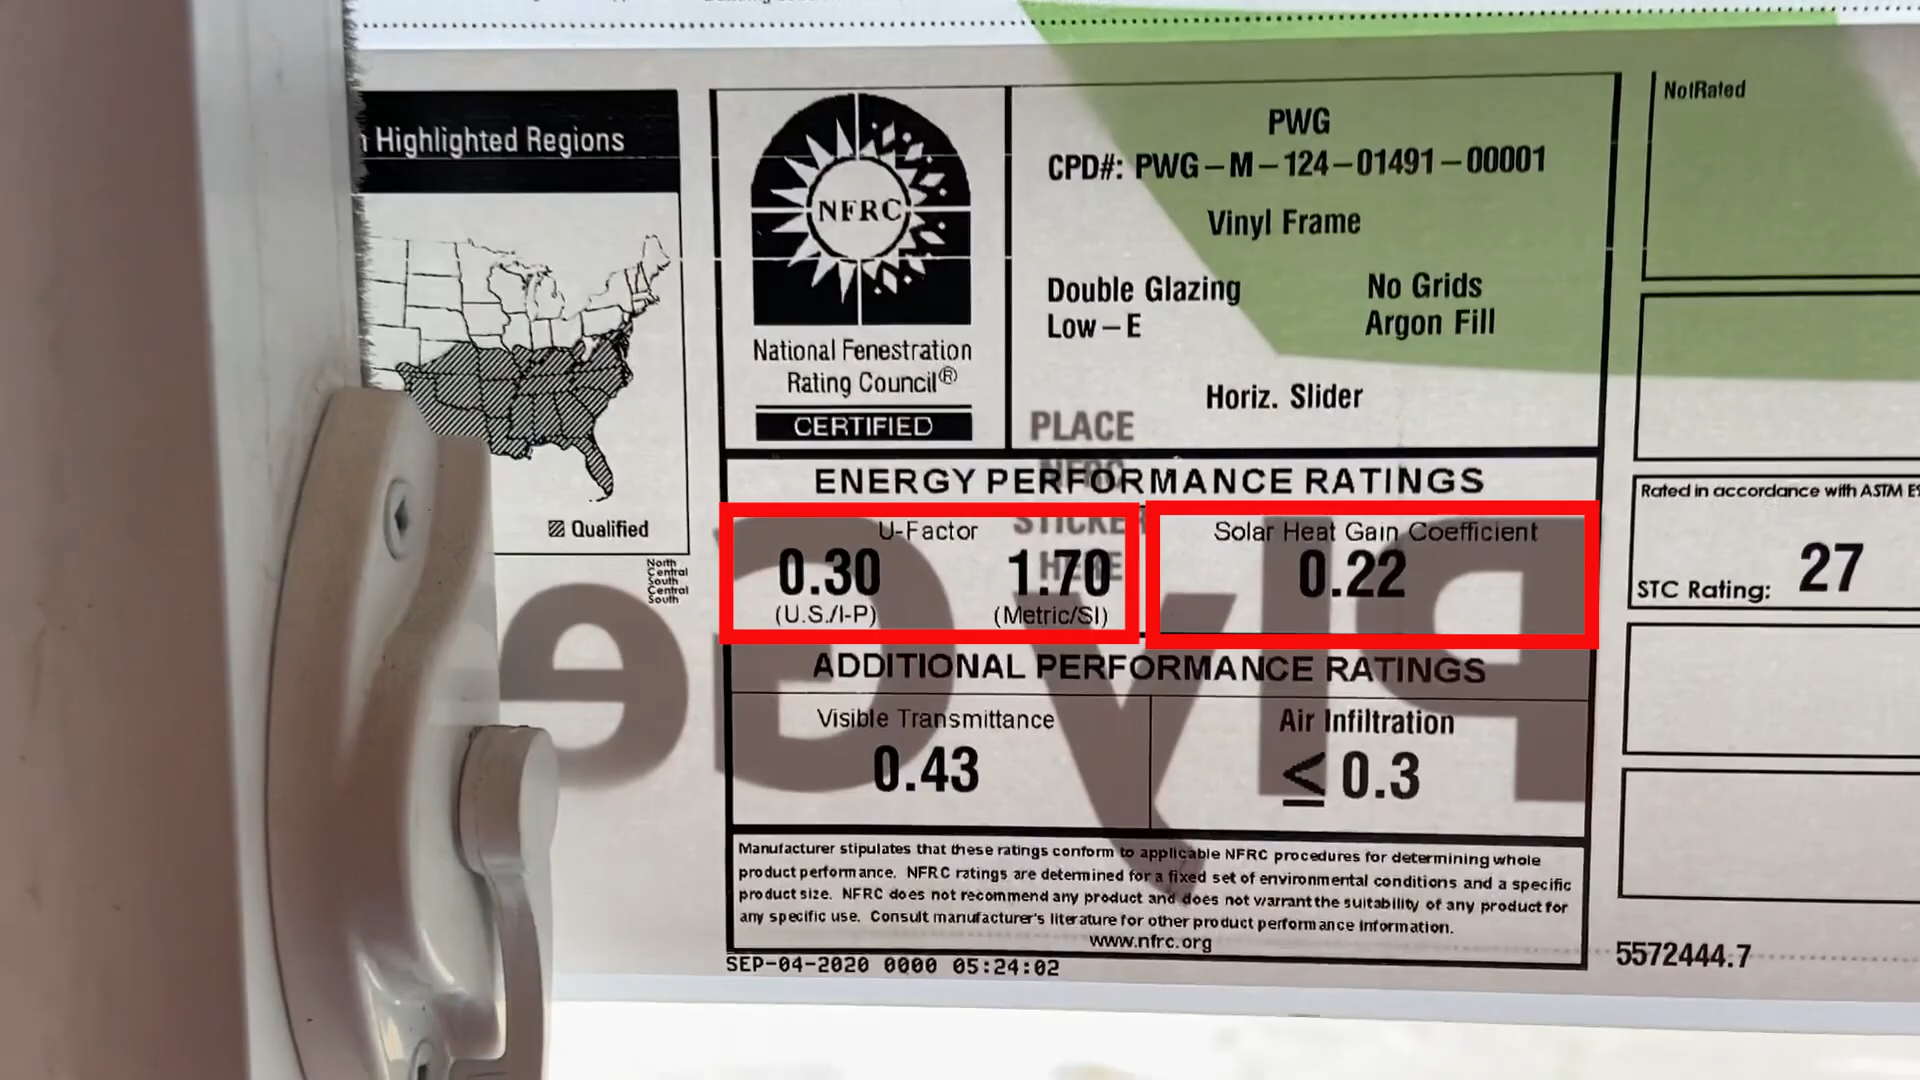 Highlighted Regions
Qualified
North
Central
South
Central
South
NFRC
National Fenestration
Rating Council®
CERTIFIED
PWG
CPD#: PWG-M-124-01491-00001
Vinyl Frame
Double Glazing No Grids
Low-E Argon Fill
Horiz. Slider
PLACE
NFRC
STICKER
HERE
ENERGY PERFORMANCE RATINGS
U-Factor
0.30 1.70
(U.S./I-P) (Metric/SI)
Solar Heat Gain Coefficient
0.22
ADDITIONAL PERFORMANCE RATINGS
Visible Transmittance
0.43
Air Infiltration
≤ 0.3
Manufacturer stipulates that these ratings conform to applicable NFRC procedures for determining whole
product performance. NFRC ratings are determined for a fixed set of environmental conditions and a specific
product size. NFRC does not recommend any product and does not warrant the suitability of any product for
any specific use. Consult manufacturer's literature for other product performance information.
www.nfrc.org
SEP-04-2020 0000 05:24:02
NotRated
Rated in accordance with ASTM
STC Rating: 27
5572444.7
PlyGe